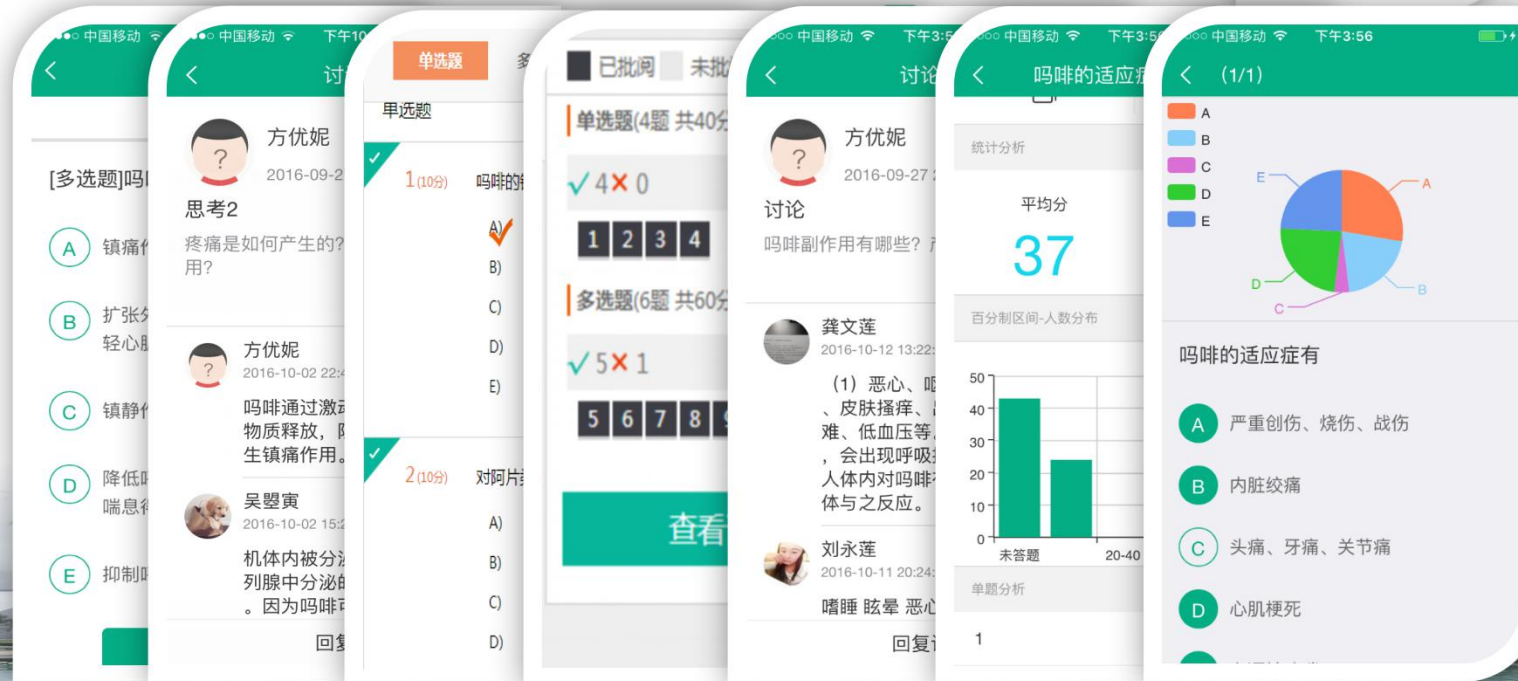 中国移动
[多选题]吗
A 镇痛
B 扩张
轻心
C 镇静
D 降低
喘息
E 抑制
中国移动 下午10
讨
方优妮
2016-09-2
思考2
疼痛是如何产生的?
用?
方优妮
2016-10-02 22:
吗啡通过激
物质释放,
生镇痛作用。
吴曌寅
2016-10-02 15:2
机体内被分
列腺中分泌
。因为吗啡
回复
单选题
单选题
1(10分) 吗啡的
A)
B)
C)
D)
E)
2(10分) 对阿片
A)
B)
C)
D)
已批阅 未批
单选题(4题 共40分
√ 4 × 0
1 2 3 4
多选题(6题 共60分
√ 5 × 1
5 6 7 8 9
查看
中国移动 下午3:5
讨论
方优妮
2016-09-27
讨论
吗啡副作用有哪些?
龚文莲
2016-10-12 13:22:
(1)恶心、呕
、皮肤搔痒、
难、低血压等。
,会出现呼吸
人体内对吗啡
体与之反应。
刘永莲
2016-10-11 20:24:
嗜睡 眩晕 恶心
回复
中国移动 下午3:56
吗啡的适应症
统计分析
平均分
37
百分制区间-人数分布
50
40
30
20
10
0
未答题 20-40
单题分析
1
中国移动 下午3:56
(1/1)
A
B
C
D
E
E A
D B
C
吗啡的适应症有
A 严重创伤、烧伤、战伤
B 内脏绞痛
C 头痛、牙痛、关节痛
D 心肌梗死